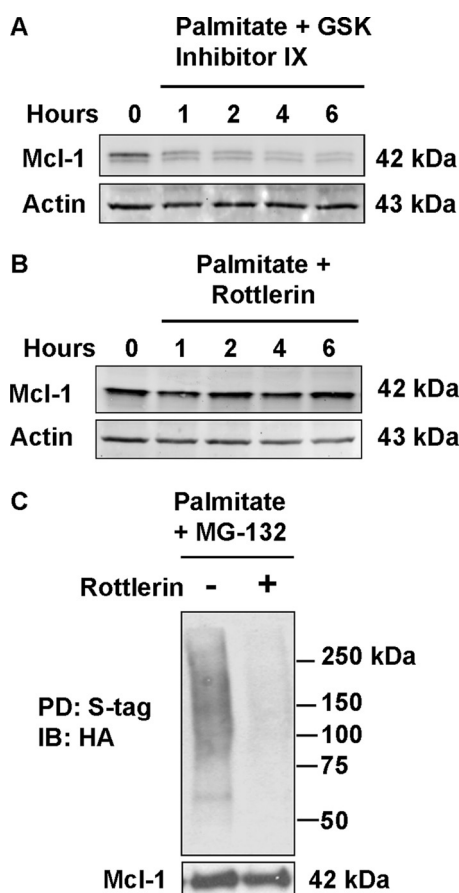 A
Palmitate + GSK
Inhibitor IX
Hours 0 1 2 4 6
Mcl-1 42 kDa
Actin 43 kDa
B
Palmitate +
Rottlerin
Hours 0 1 2 4 6
Mcl-1 42 kDa
Actin 43 kDa
C
Palmitate
+ MG-132
Rottlerin - +
250 kDa
PD: S-tag 150
IB: HA 100
75
50
Mcl-1 42 kDa